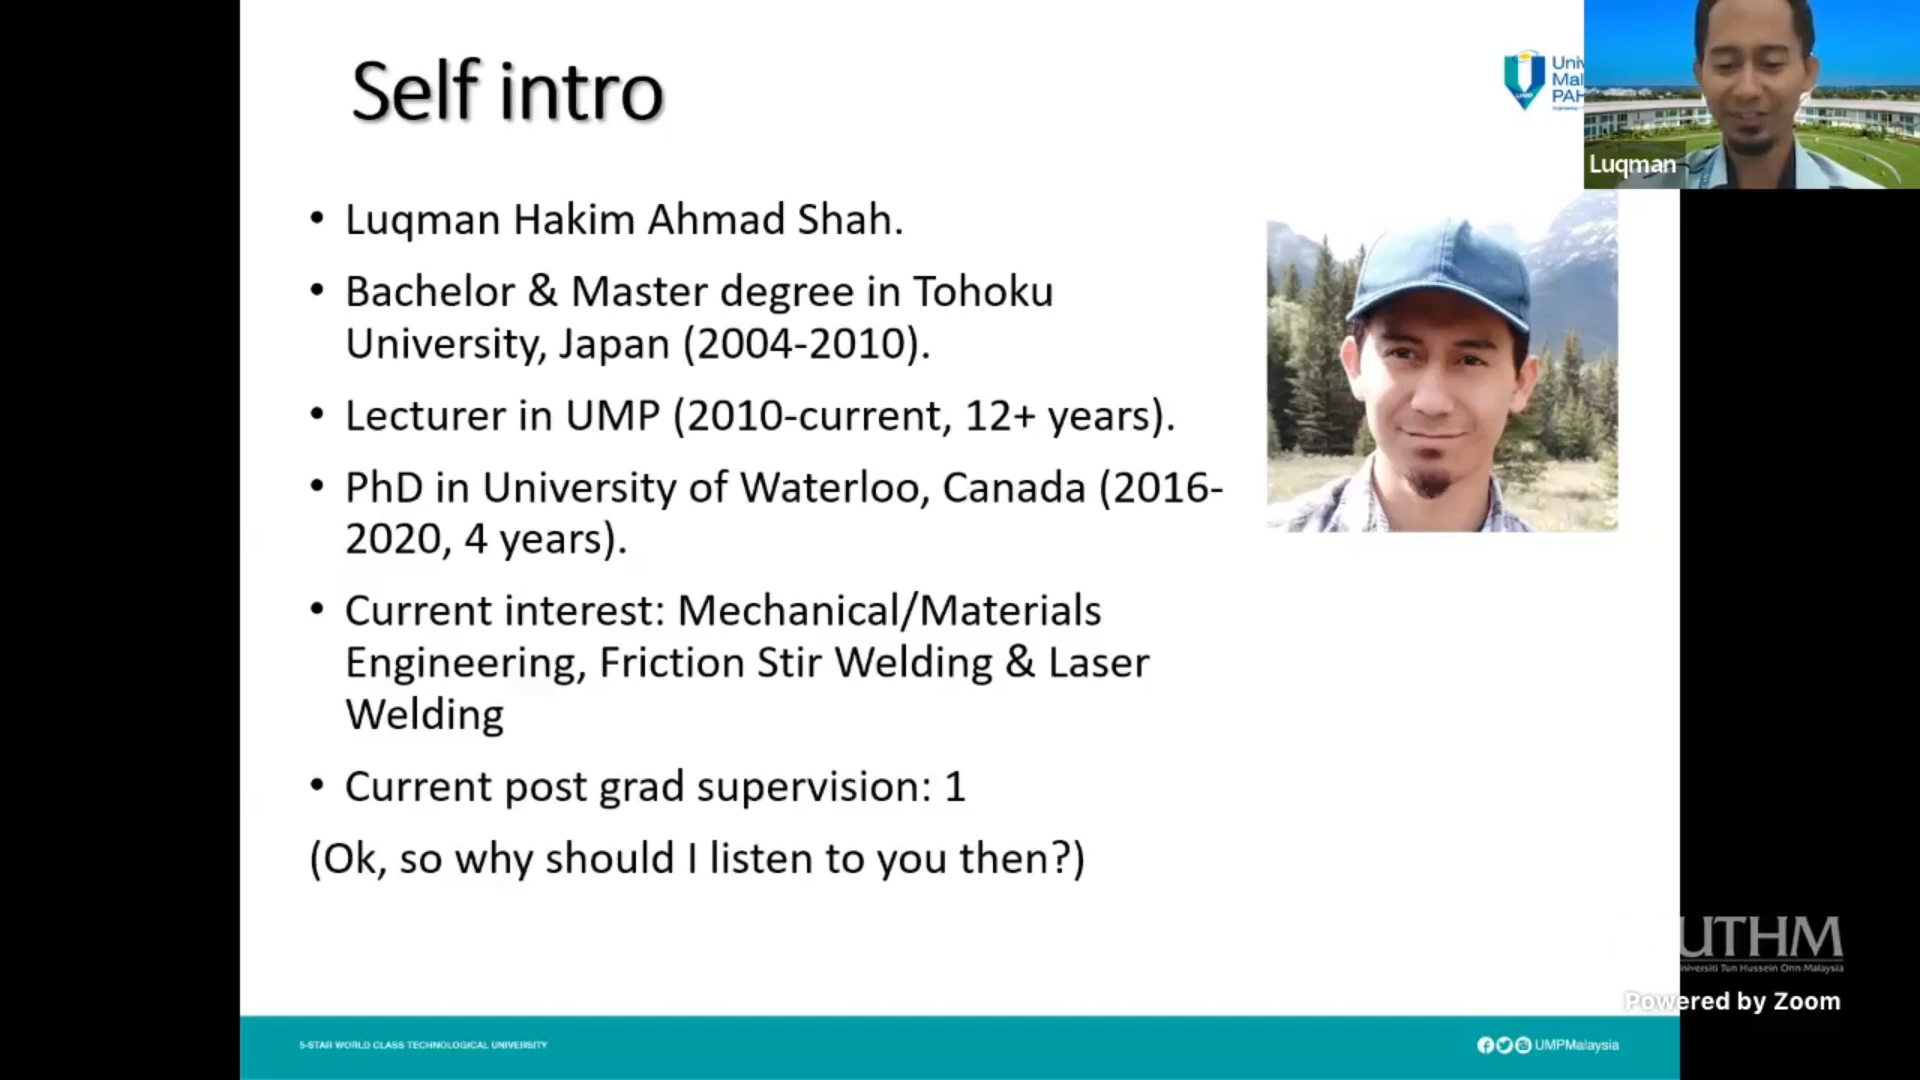 Self intro
Luqman
• Luqman Hakim Ahmad Shah.
• Bachelor & Master degree in Tohoku
University, Japan (2004-2010).
• Lecturer in UMP (2010-current, 12+ years).
• PhD in University of Waterloo, Canada (2016-
2020, 4 years).
• Current interest: Mechanical/Materials
Engineering, Friction Stir Welding & Laser
Welding
• Current post grad supervision: 1
(Ok, so why should I listen to you then?)
UTHM
Tun Hussein Onn Malaysia
Powered by Zoom
5-STAR WORLD CLASS TECHNOLOGICAL UNIVERSITY
UMPMalaysia